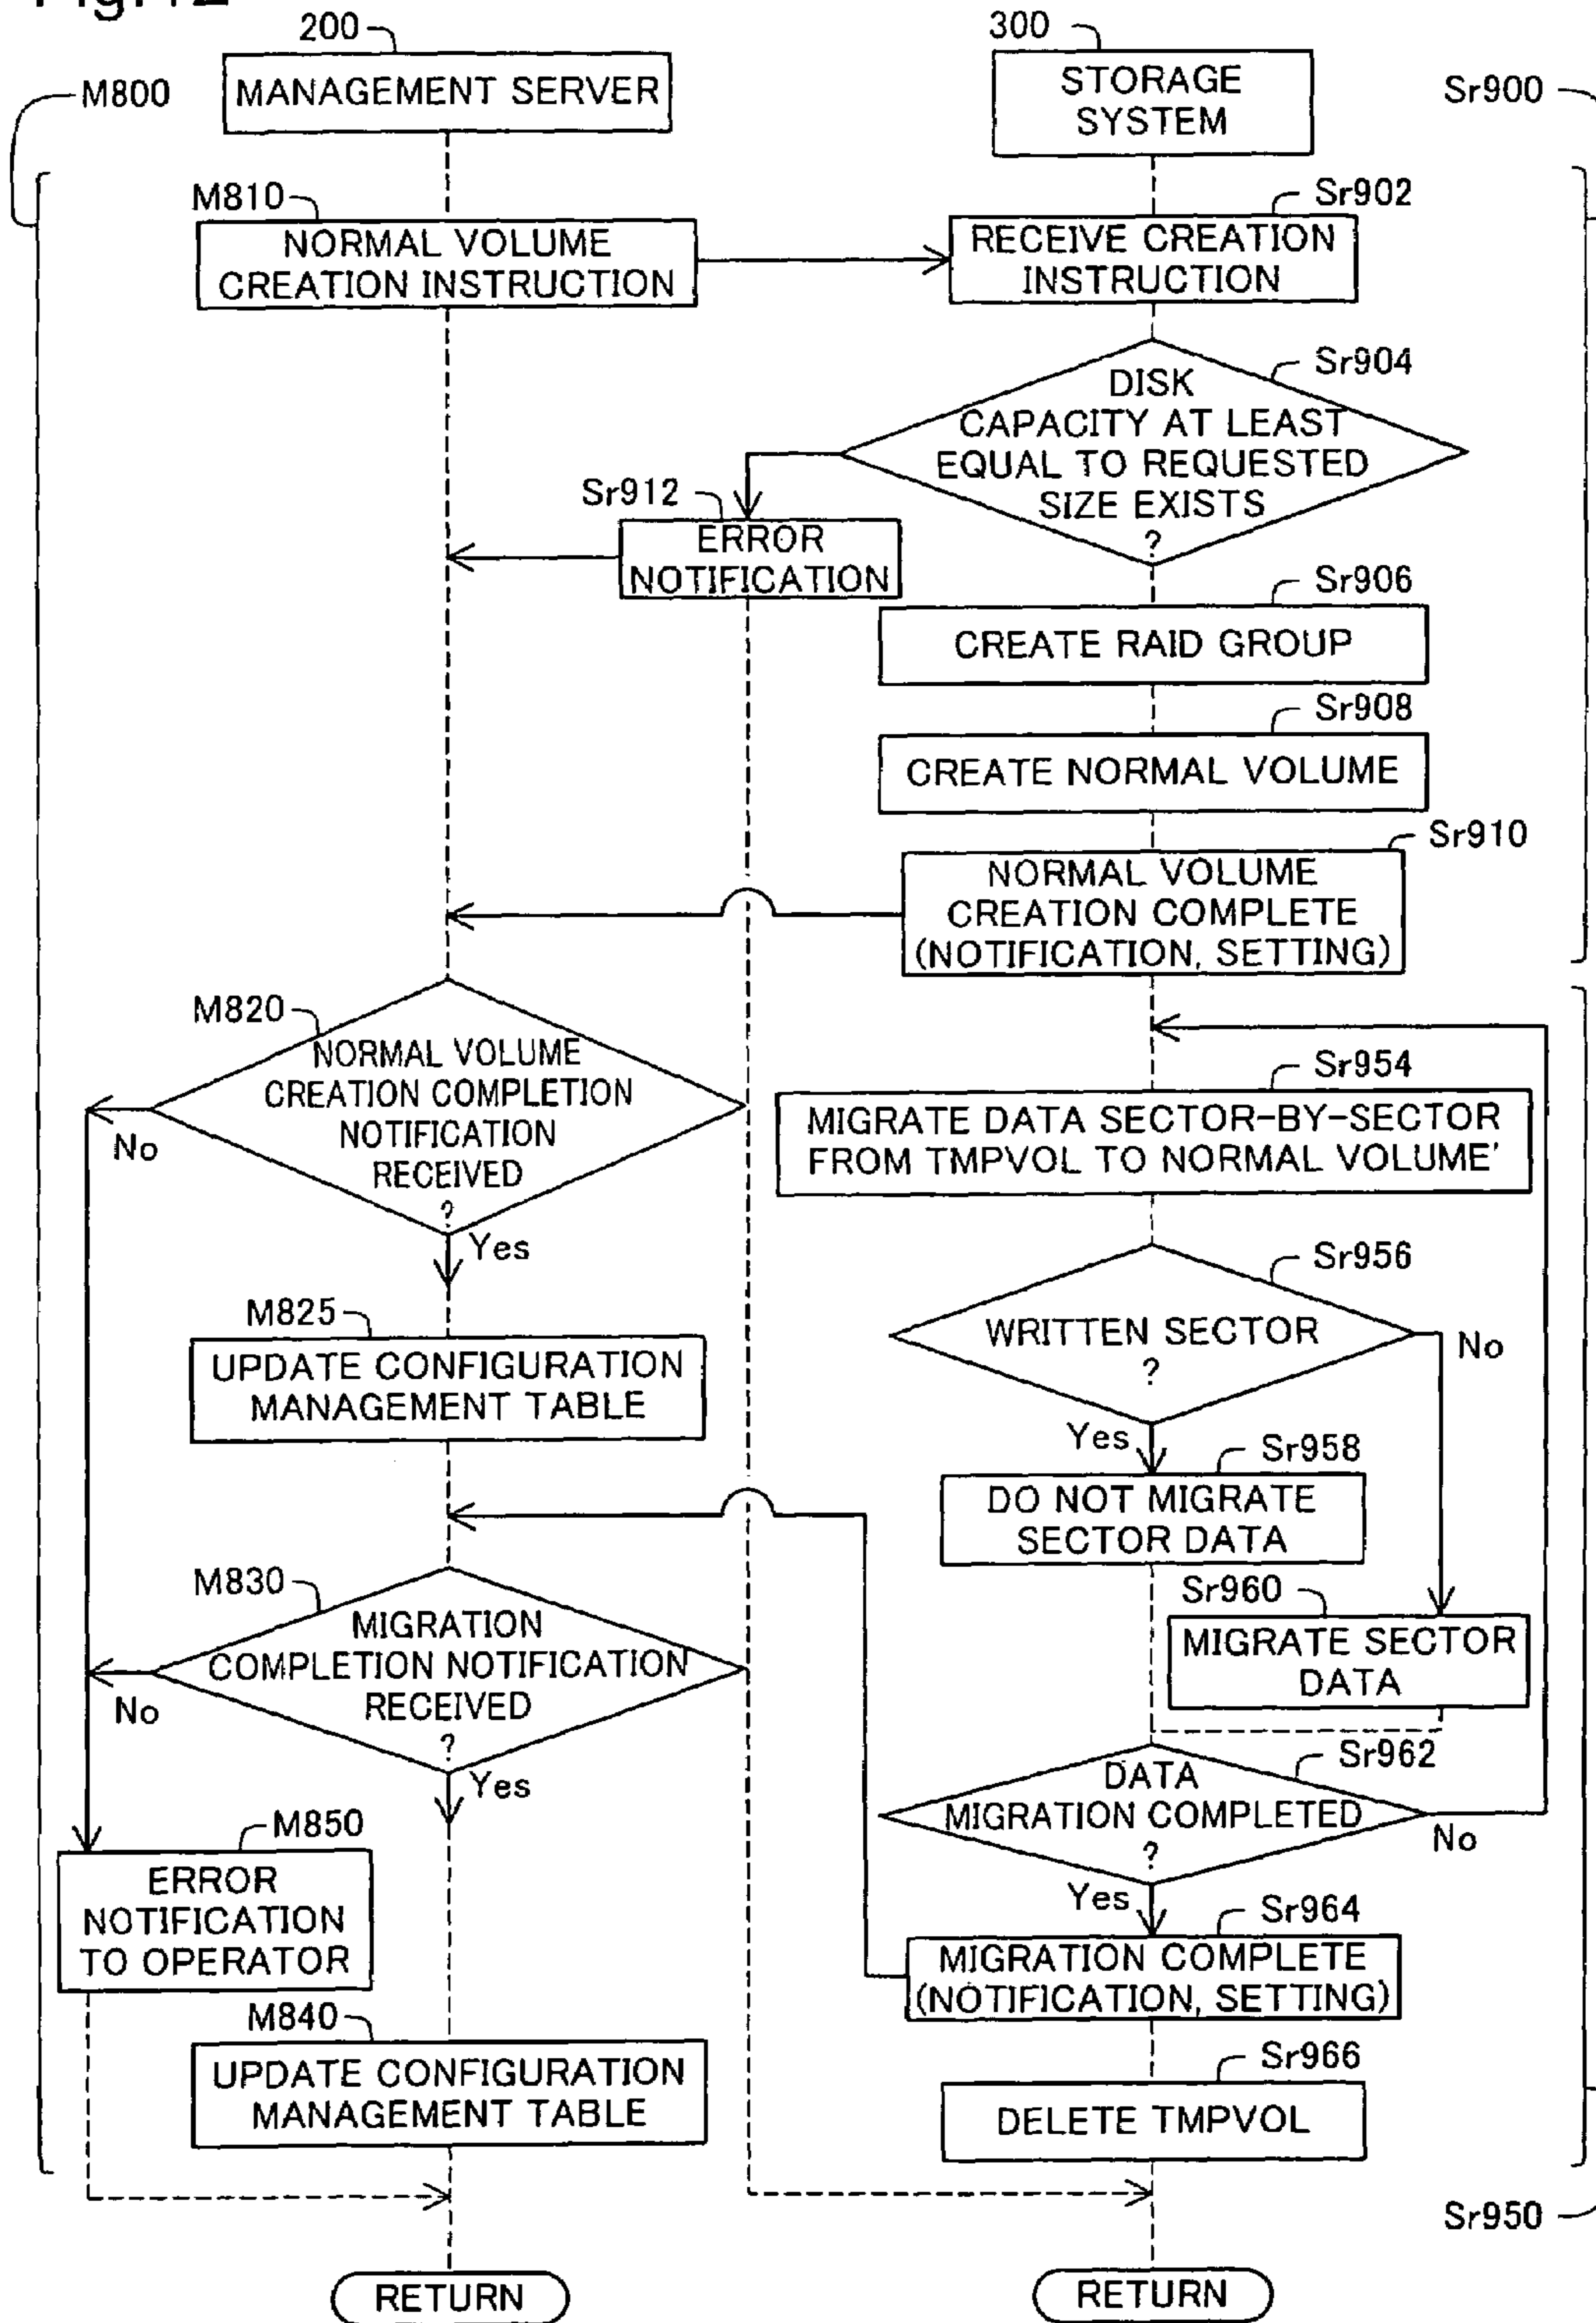 200
300
M800
MANAGEMENT SERVER
STORAGE
SYSTEM
Sr900
M810
NORMAL VOLUME
CREATION INSTRUCTION
Sr902
RECEIVE CREATION
INSTRUCTION
Sr904
DISK
CAPACITY AT LEAST
EQUAL TO REQUESTED
SIZE EXISTS
?
Sr912
ERROR
NOTIFICATION
Sr906
CREATE RAID GROUP
Sr908
CREATE NORMAL VOLUME
Sr910
NORMAL VOLUME
CREATION COMPLETE
(NOTIFICATION, SETTING)
M820
NORMAL VOLUME
CREATION COMPLETION
NOTIFICATION
RECEIVED
?
No
Yes
Sr954
MIGRATE DATA SECTOR-BY-SECTOR
FROM TMPVOL TO NORMAL VOLUME'
Sr956
WRITTEN SECTOR
?
No
Yes
M825
UPDATE CONFIGURATION
MANAGEMENT TABLE
Sr958
DO NOT MIGRATE
SECTOR DATA
Sr960
MIGRATE SECTOR
DATA
M830
MIGRATION
COMPLETION NOTIFICATION
RECEIVED
?
No
Yes
Sr962
DATA
MIGRATION COMPLETED
?
No
Yes
M850
ERROR
NOTIFICATION
TO OPERATOR
Sr964
MIGRATION COMPLETE
(NOTIFICATION, SETTING)
M840
UPDATE CONFIGURATION
MANAGEMENT TABLE
Sr966
DELETE TMPVOL
Sr950
RETURN
RETURN